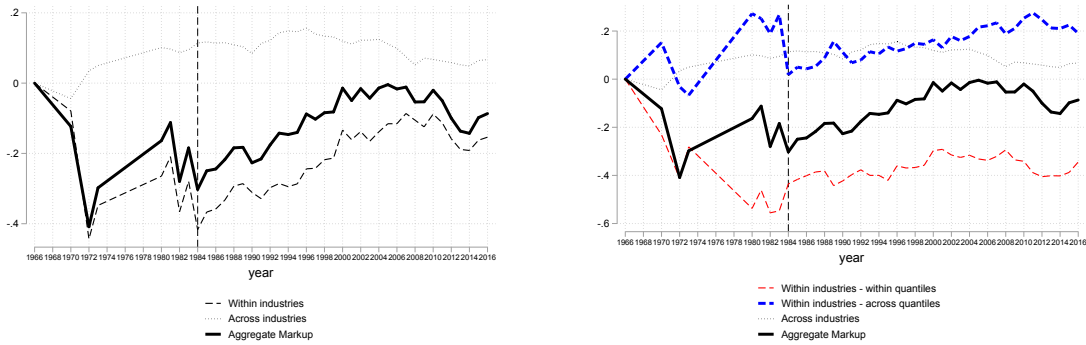 .2
0
-.2
-.4
1966 1968 1970 1972 1974 1976 1978 1980 1982 1984 1986 1988 1990 1992 1994 1996 1998 2000 2002 2004 2006 2008 2010 2012 2014 2016
year
Within industries
Across industries
Aggregate Markup
.2
0
-.2
-.4
-.6
1966 1968 1970 1972 1974 1976 1978 1980 1982 1984 1986 1988 1990 1992 1994 1996 1998 2000 2002 2004 2006 2008 2010 2012 2014 2016
year
Within industries - within quantiles
Within industries - across quantiles
Across industries
Aggregate Markup